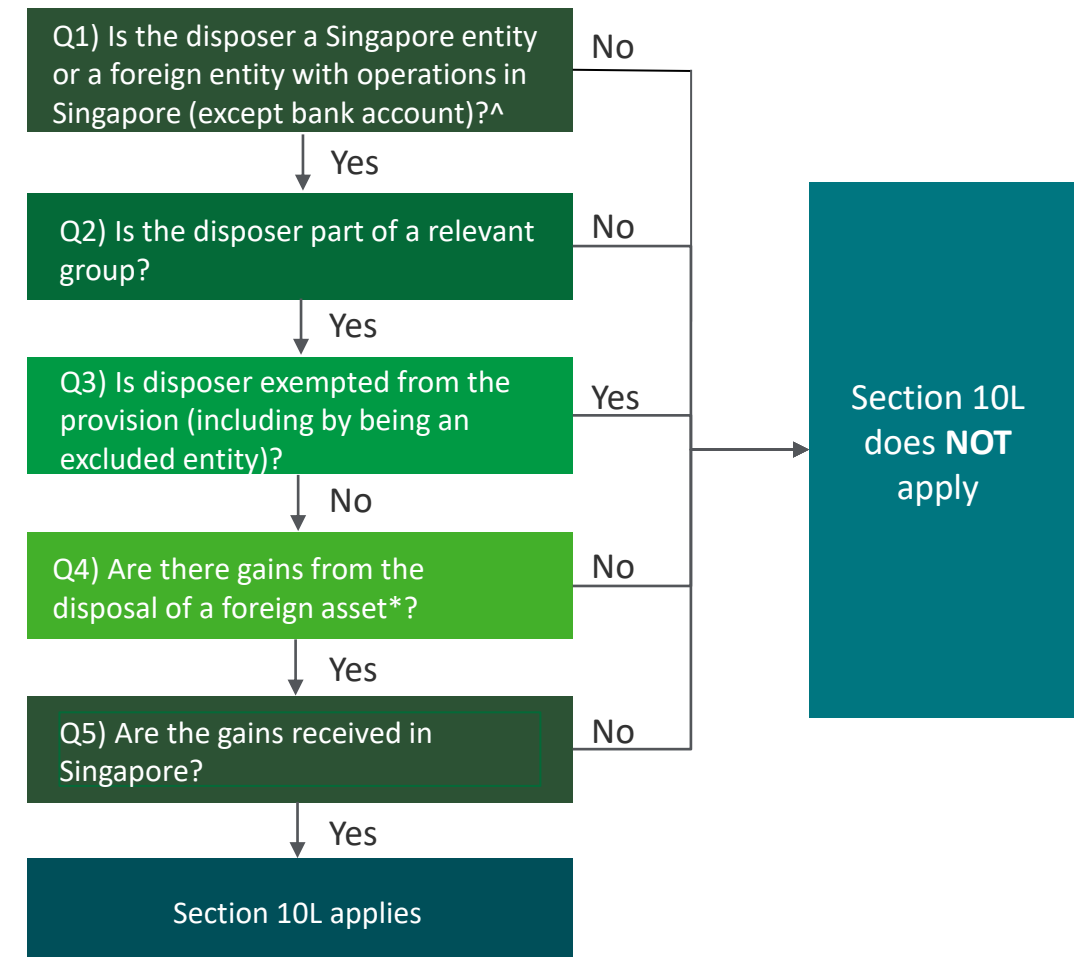 Q1) Is the disposer a Singapore entity
or a foreign entity with operations in
Singapore (except bank account)?^
No
Yes
Q2) Is the disposer part of a relevant
group?
No
Yes
Q3) Is disposer exempted from the
provision (including by being an
excluded entity)?
Yes
No
Section 10L
does NOT
apply
Q4) Are there gains from the
disposal of a foreign asset*?
No
Yes
Q5) Are the gains received in
Singapore?
No
Yes
Section 10L applies